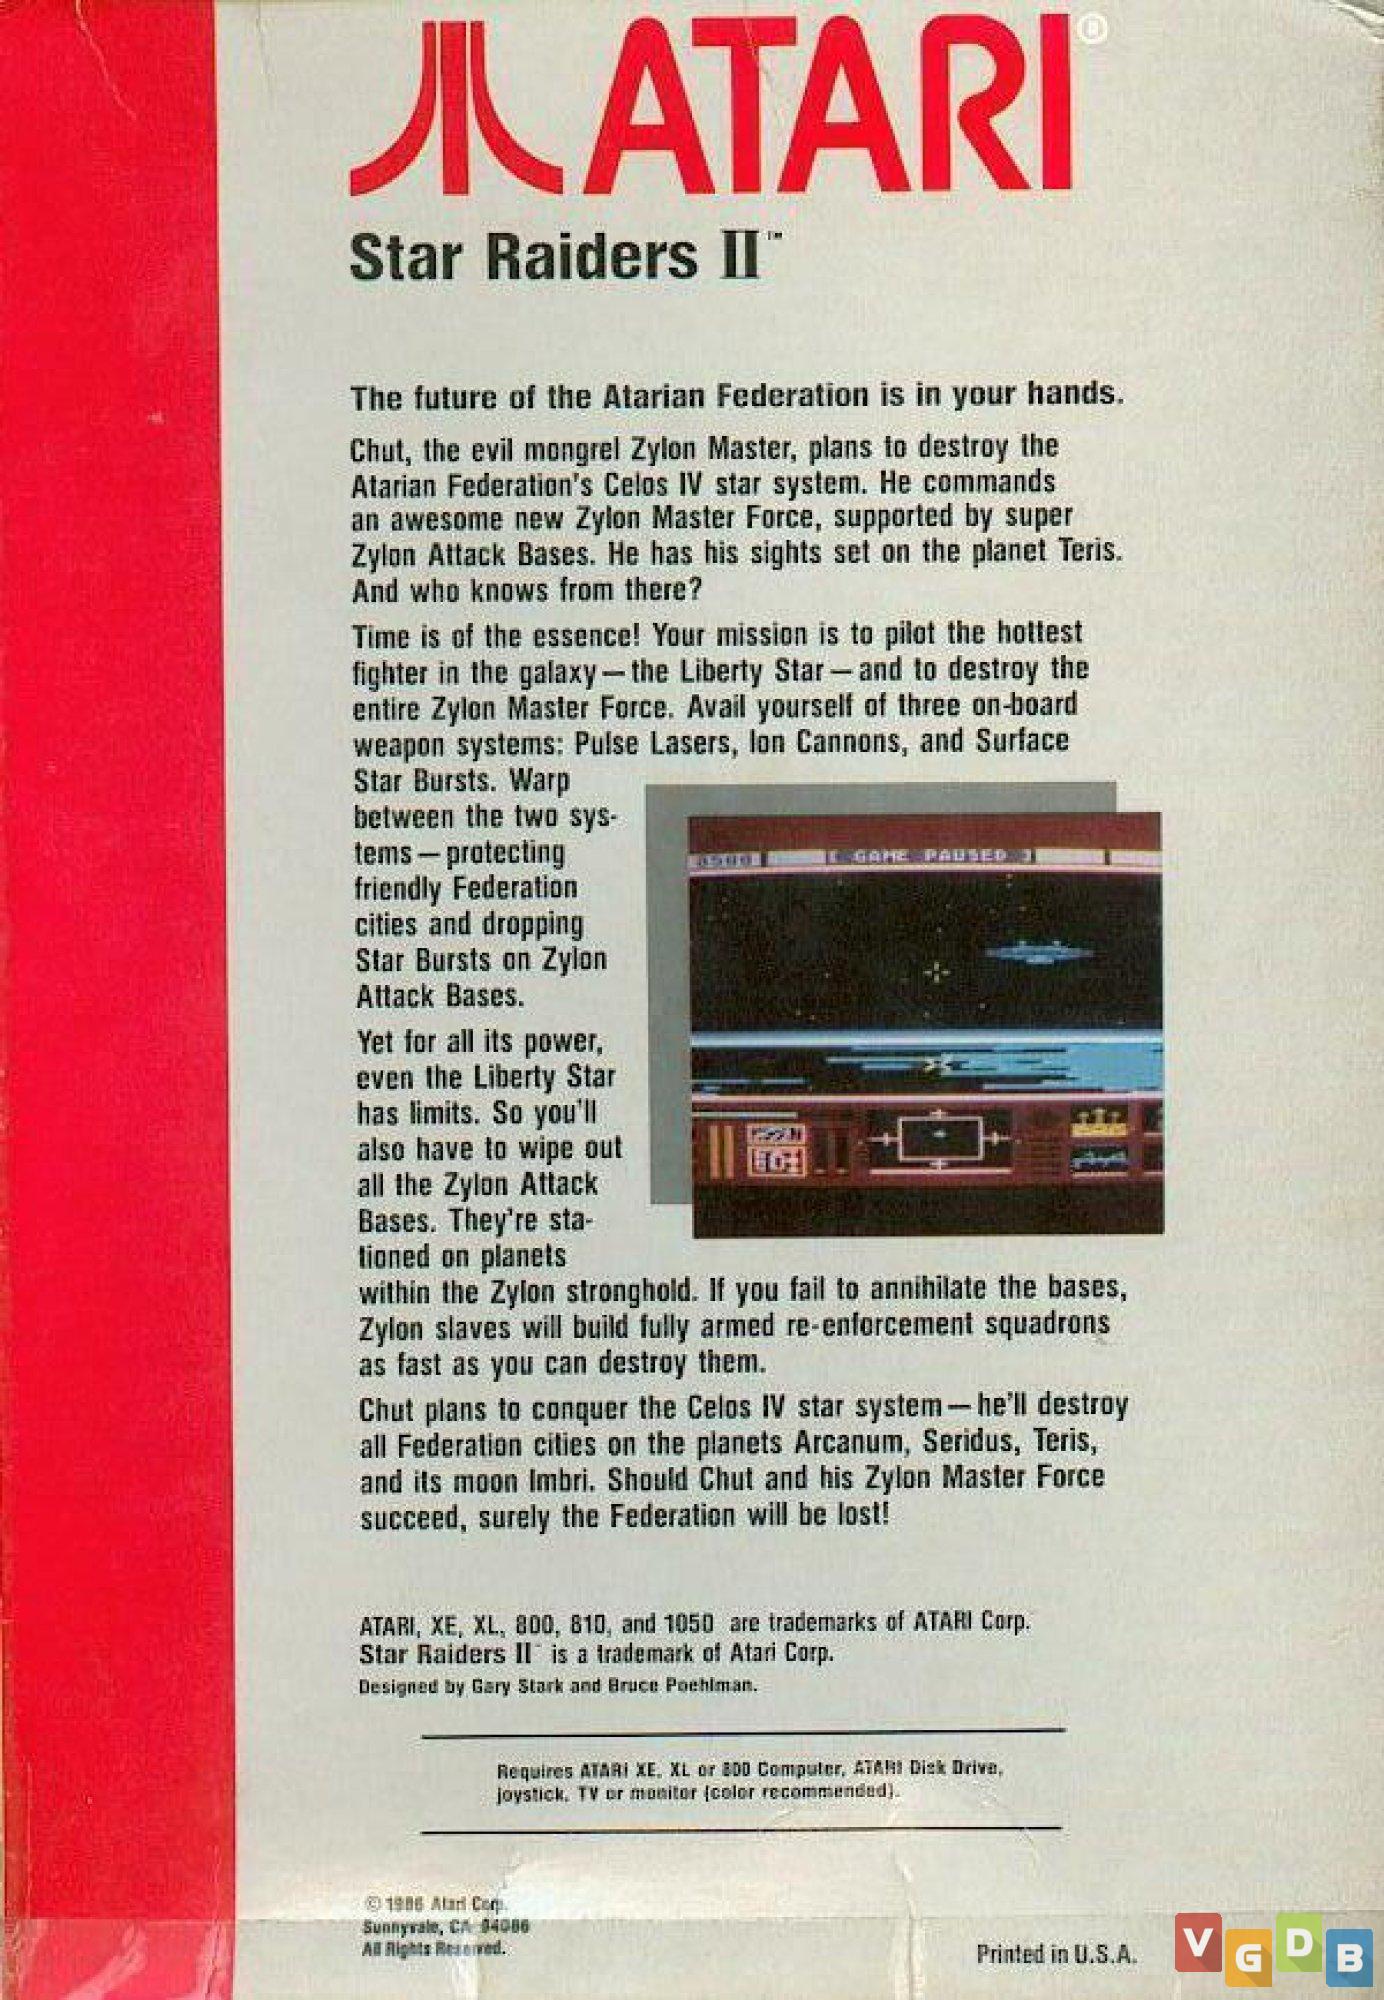 ATARI®
Star Raiders II™
The future of the Atarian Federation is in your hands.
Chut, the evil mongrel Zylon Master, plans to destroy the
Atarian Federation's Celos IV star system. He commands
an awesome new Zylon Master Force, supported by super
Zylon Attack Bases. He has his sights set on the planet Teris.
And who knows from there?
Time is of the essence! Your mission is to pilot the hottest
fighter in the galaxy — the Liberty Star — and to destroy the
entire Zylon Master Force. Avail yourself of three on-board
weapon systems: Pulse Lasers, Ion Cannons, and Surface
Star Bursts. Warp
between the two sys-
tems — protecting
friendly Federation
cities and dropping
Star Bursts on Zylon
Attack Bases.
Yet for all its power,
even the Liberty Star
has limits. So you'll
also have to wipe out
all the Zylon Attack
Bases. They're sta-
tioned on planets
within the Zylon stronghold. If you fail to annihilate the bases,
Zylon slaves will build fully armed re-enforcement squadrons
as fast as you can destroy them.
Chut plans to conquer the Celos IV star system — he'll destroy
all Federation cities on the planets Arcanum, Seridus, Teris,
and its moon Imbri. Should Chut and his Zylon Master Force
succeed, surely the Federation will be lost!
GAME PAUSED
ATARI, XE, XL, 800, 810, and 1050 are trademarks of ATARI Corp.
Star Raiders II™ is a trademark of Atari Corp.
Designed by Gary Stark and Bruce Poehlman.
Requires ATARI XE, XL or 800 Computer, ATARI Disk Drive,
joystick, TV or monitor (color recommended).
© 1986 Atari Corp.
Sunnyvale, CA 94086
All Rights Reserved.
Printed in U.S.A.
VGDB